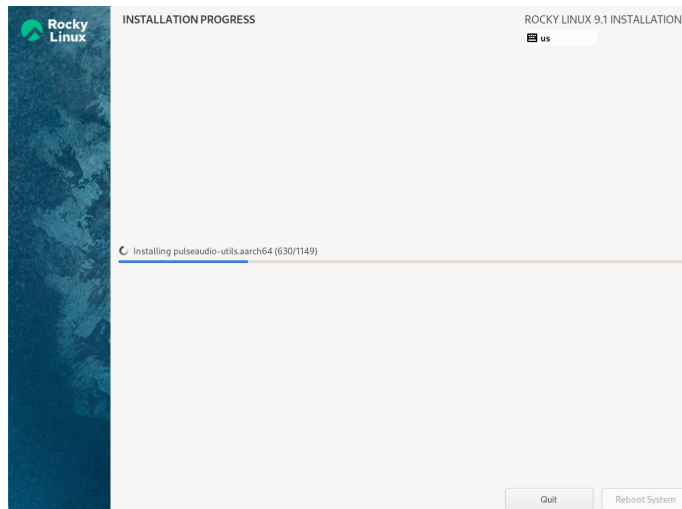 Rocky
Linux
INSTALLATION PROGRESS
ROCKY LINUX 9.1 INSTALLATION
us
Installing pulseaudio-utils.aarch64 (630/1149)
Quit
Reboot System